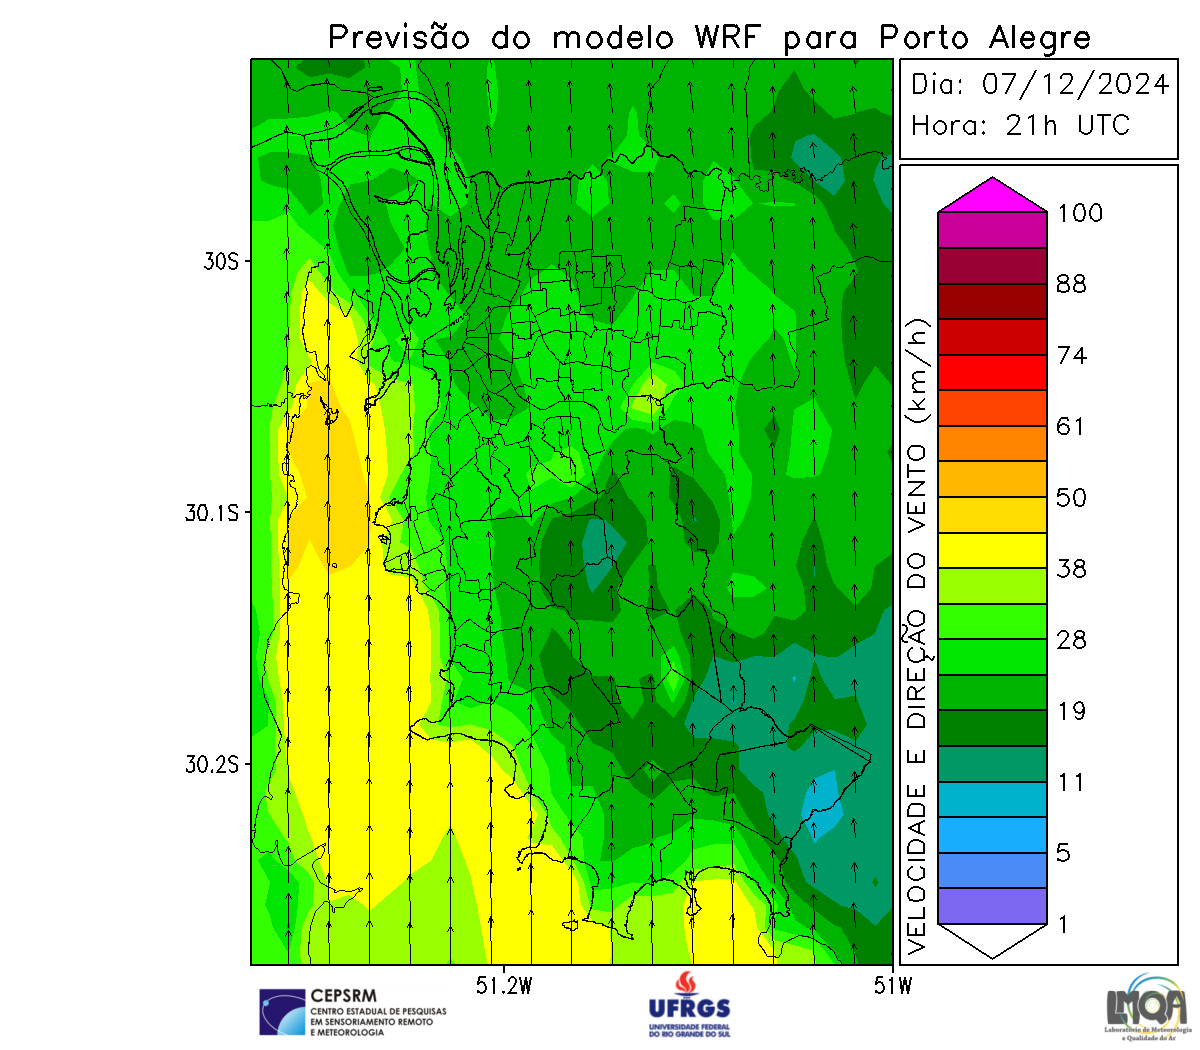 Previsão do modelo WRF para Porto Alegre
Dia: 07/12/2024
Hora: 21h UTC
30S
30.1S
30.2S
51.2W
51W
VELOCIDADE E DIREÇÃO DO VENTO (km/h)
100
88
74
61
50
38
28
19
11
5
1
CEPSRM
CENTRO ESTADUAL DE PESQUISAS
EM SENSORIAMENTO REMOTO
E METEOROLOGIA
UFRGS
UNIVERSIDADE FEDERAL
DO RIO GRANDE DO SUL
LMQA
Laboratório de Meteorologia
e Qualidade do Ar